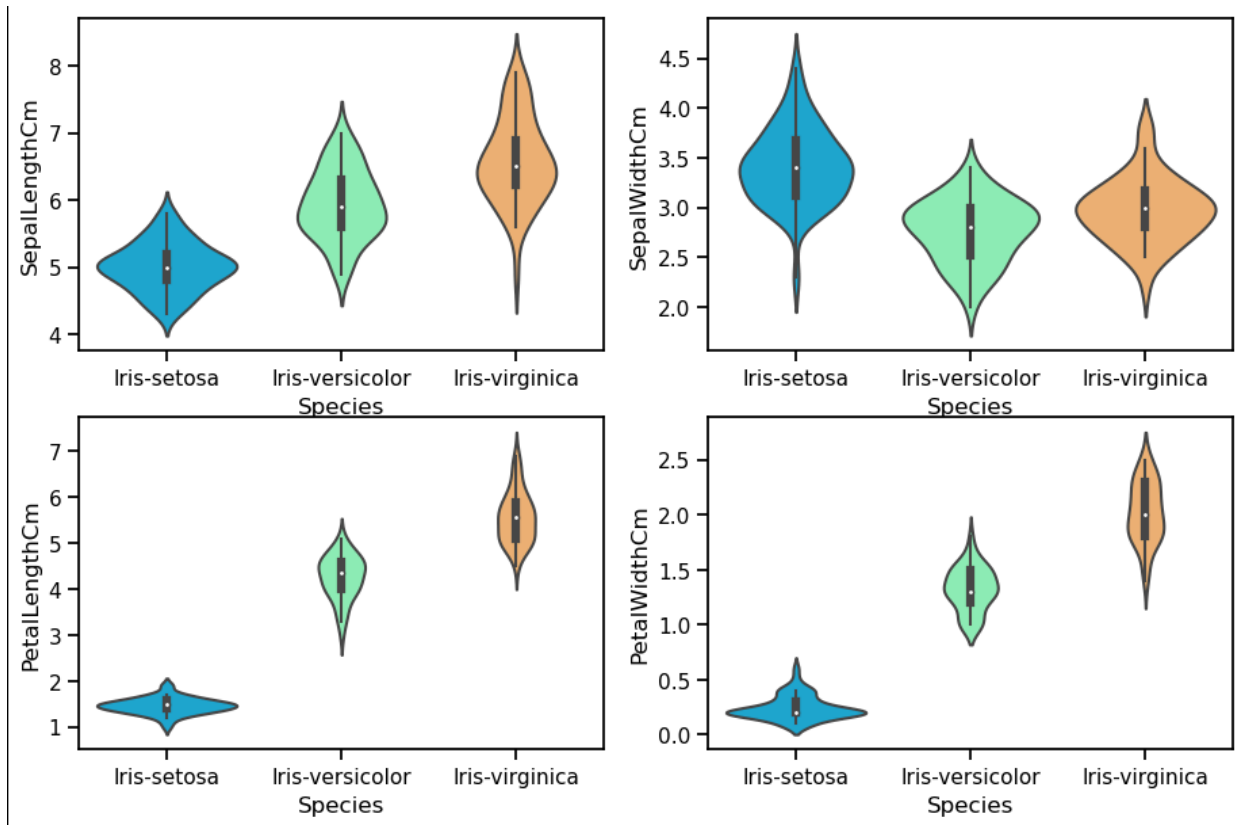 SepalLengthCm
8
7
6
5
4
Iris-setosa Iris-versicolor Iris-virginica
Species
SepalWidthCm
4.5
4.0
3.5
3.0
2.5
2.0
Iris-setosa Iris-versicolor Iris-virginica
Species
PetalLengthCm
7
6
5
4
3
2
1
Iris-setosa Iris-versicolor Iris-virginica
Species
PetalWidthCm
2.5
2.0
1.5
1.0
0.5
0.0
Iris-setosa Iris-versicolor Iris-virginica
Species